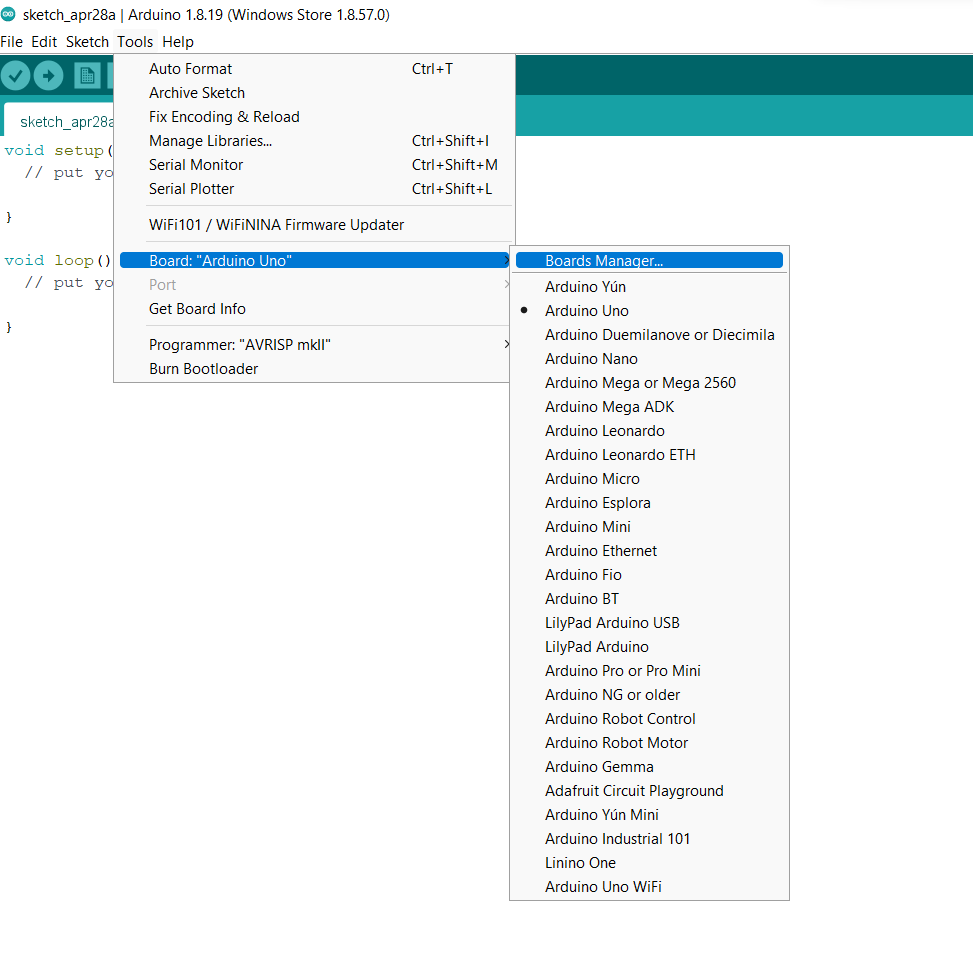 sketch_apr28a | Arduino 1.8.19 (Windows Store 1.8.57.0)
File Edit Sketch Tools Help
sketch_apr28a
void setup(
// put yo
}
void loop()
// put yo
}
Auto Format Ctrl+T
Archive Sketch
Fix Encoding & Reload
Manage Libraries... Ctrl+Shift+I
Serial Monitor Ctrl+Shift+M
Serial Plotter Ctrl+Shift+L
WiFi101 / WiFiNINA Firmware Updater
Board: "Arduino Uno"
Port
Get Board Info
Programmer: "AVRISP mkII"
Burn Bootloader
Boards Manager...
Arduino Yún
Arduino Uno
Arduino Duemilanove or Diecimila
Arduino Nano
Arduino Mega or Mega 2560
Arduino Mega ADK
Arduino Leonardo
Arduino Leonardo ETH
Arduino Micro
Arduino Esplora
Arduino Mini
Arduino Ethernet
Arduino Fio
Arduino BT
LilyPad Arduino USB
LilyPad Arduino
Arduino Pro or Pro Mini
Arduino NG or older
Arduino Robot Control
Arduino Robot Motor
Arduino Gemma
Adafruit Circuit Playground
Arduino Yún Mini
Arduino Industrial 101
Linino One
Arduino Uno WiFi